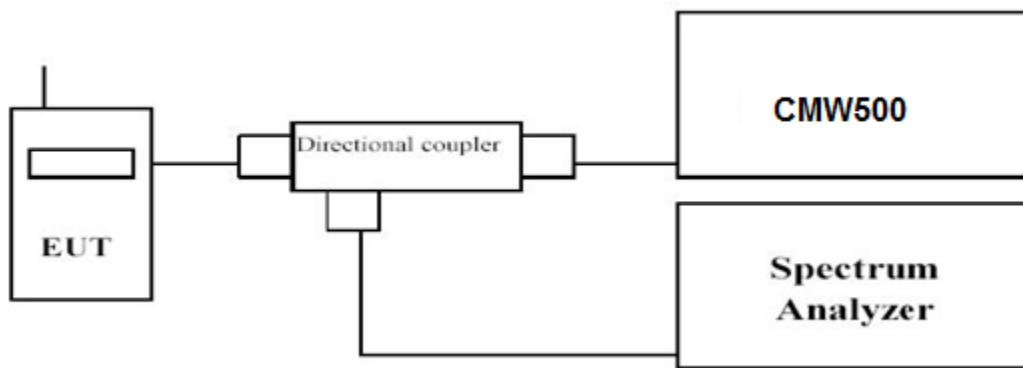 CMW500
Directional coupler
EUT
Spectrum
Analyzer